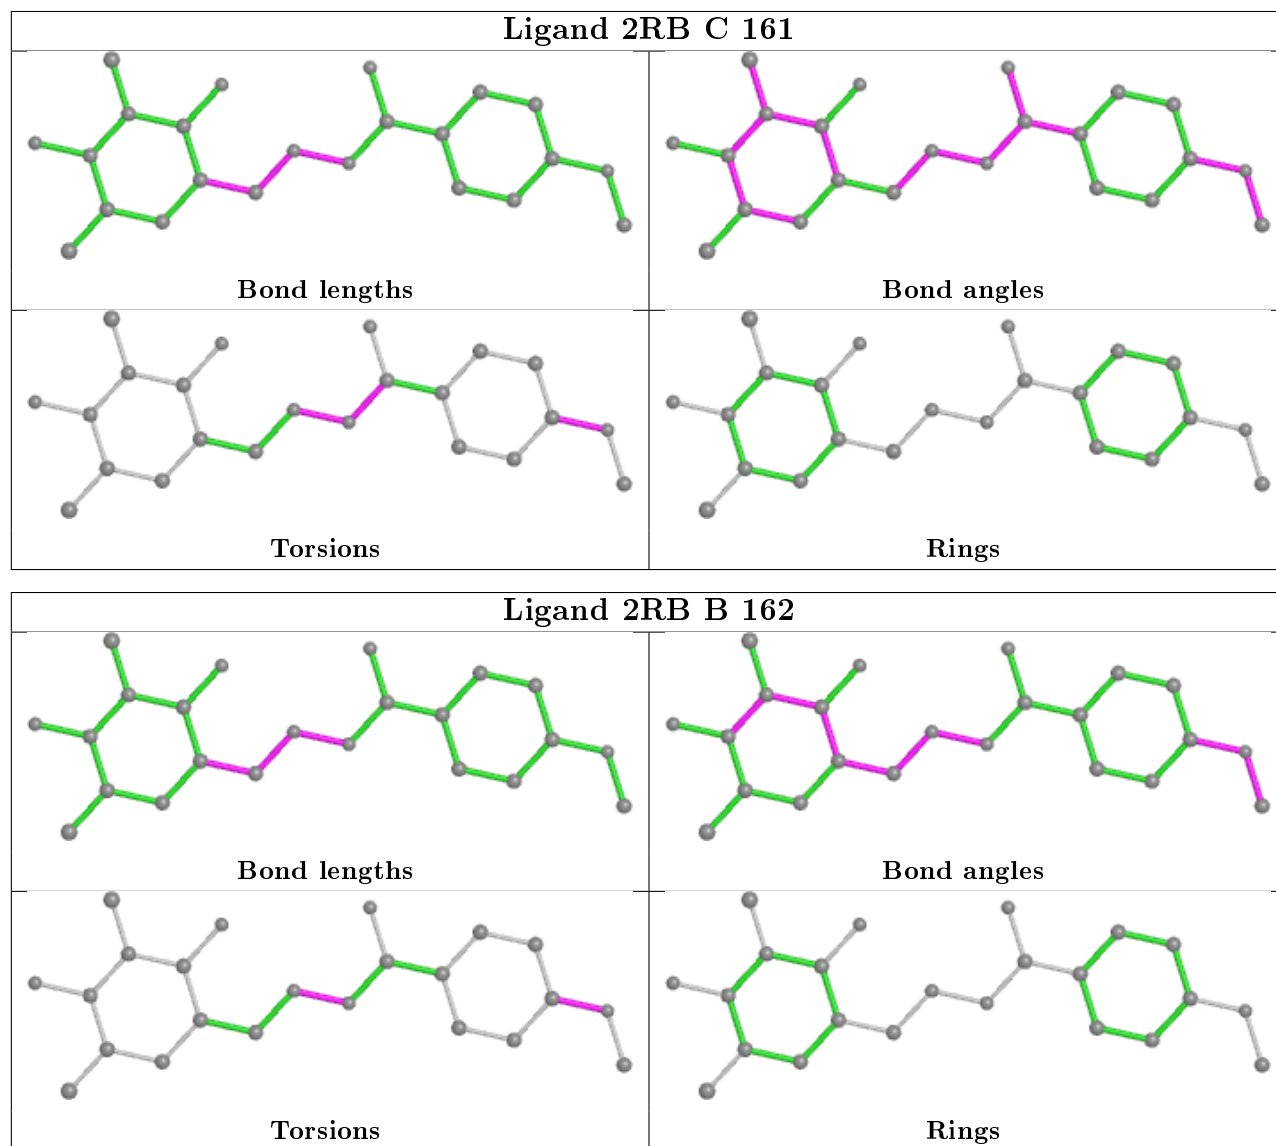 Ligand 2RB C 161
Bond lengths
Bond angles
Torsions
Rings
Ligand 2RB B 162
Bond lengths
Bond angles
Torsions
Rings